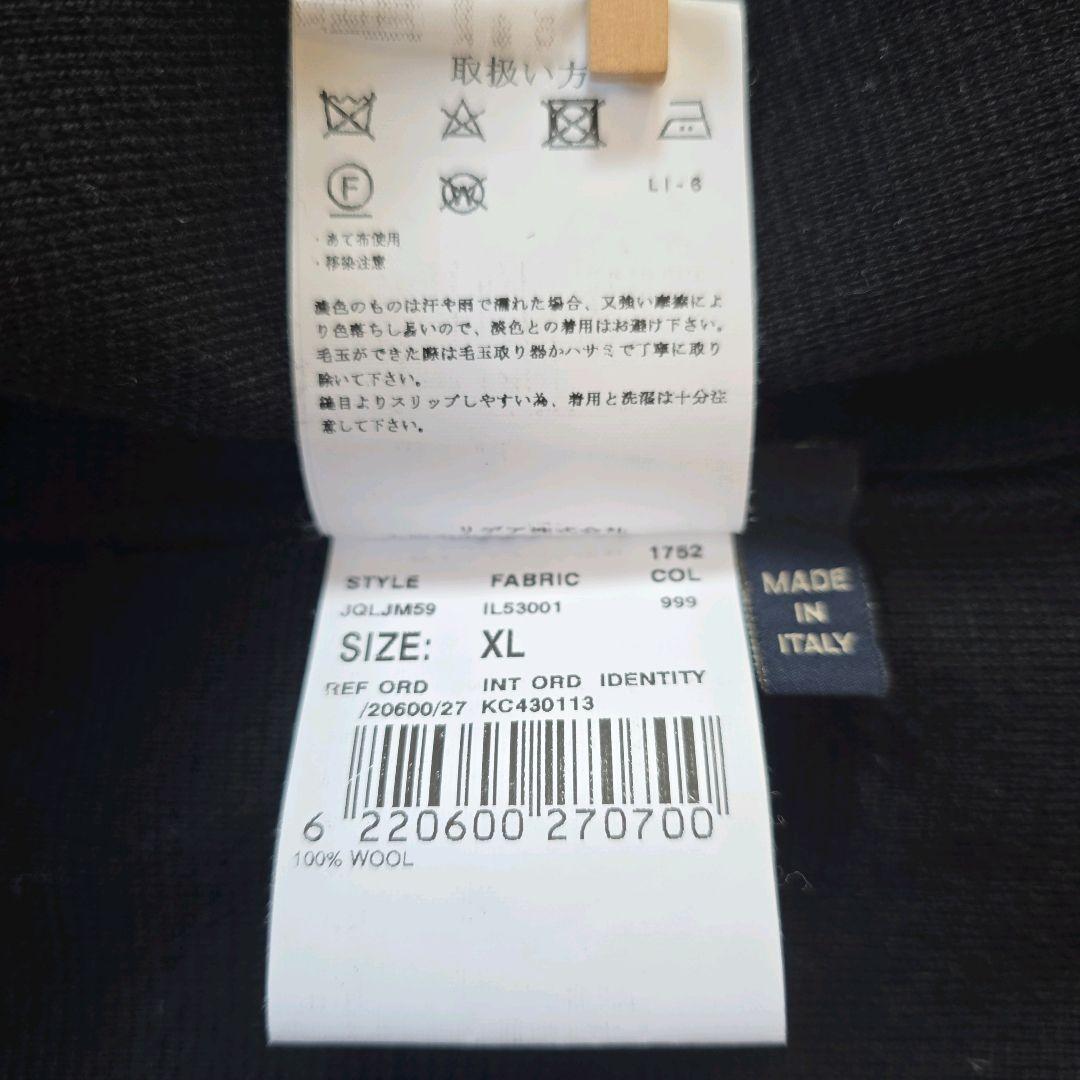 取扱い方
F
W
LI-6
・あて布使用
・移染注意
濃色のものは汗や雨で濡れた場合、又強い摩擦によ
り色落ちし易いので、淡色との着用はお避け下さい。
毛玉ができた際は毛玉取り器かハサミで丁寧に取り
除いて下さい。
縫目よりスリップしやすい為、着用と洗濯は十分注
意して下さい。
1752
STYLE FABRIC COL
JQLJM59 IL53001 999
SIZE: XL
REF ORD INT ORD IDENTITY
/20600/27 KC430113
6 220600 270700
100% WOOL
MADE
IN
ITALY